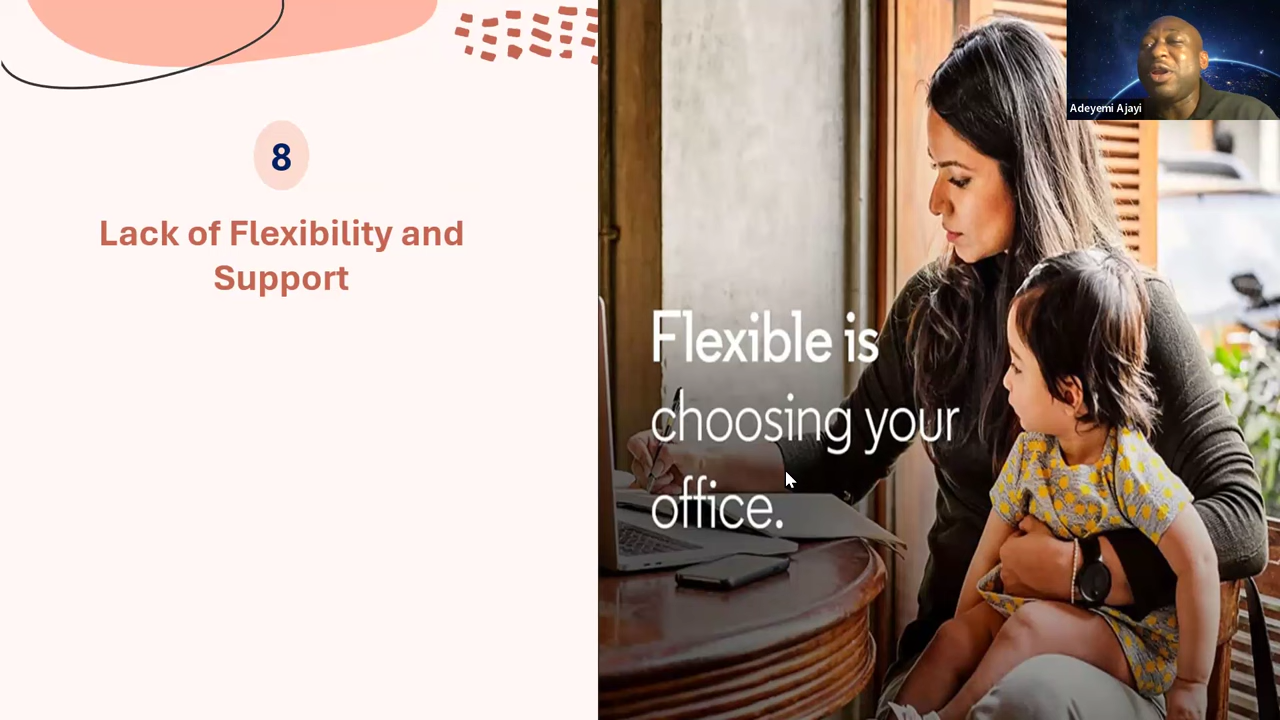 8
Lack of Flexibility and
Support
Flexible is
choosing your
office.
Adeyemi Ajayi